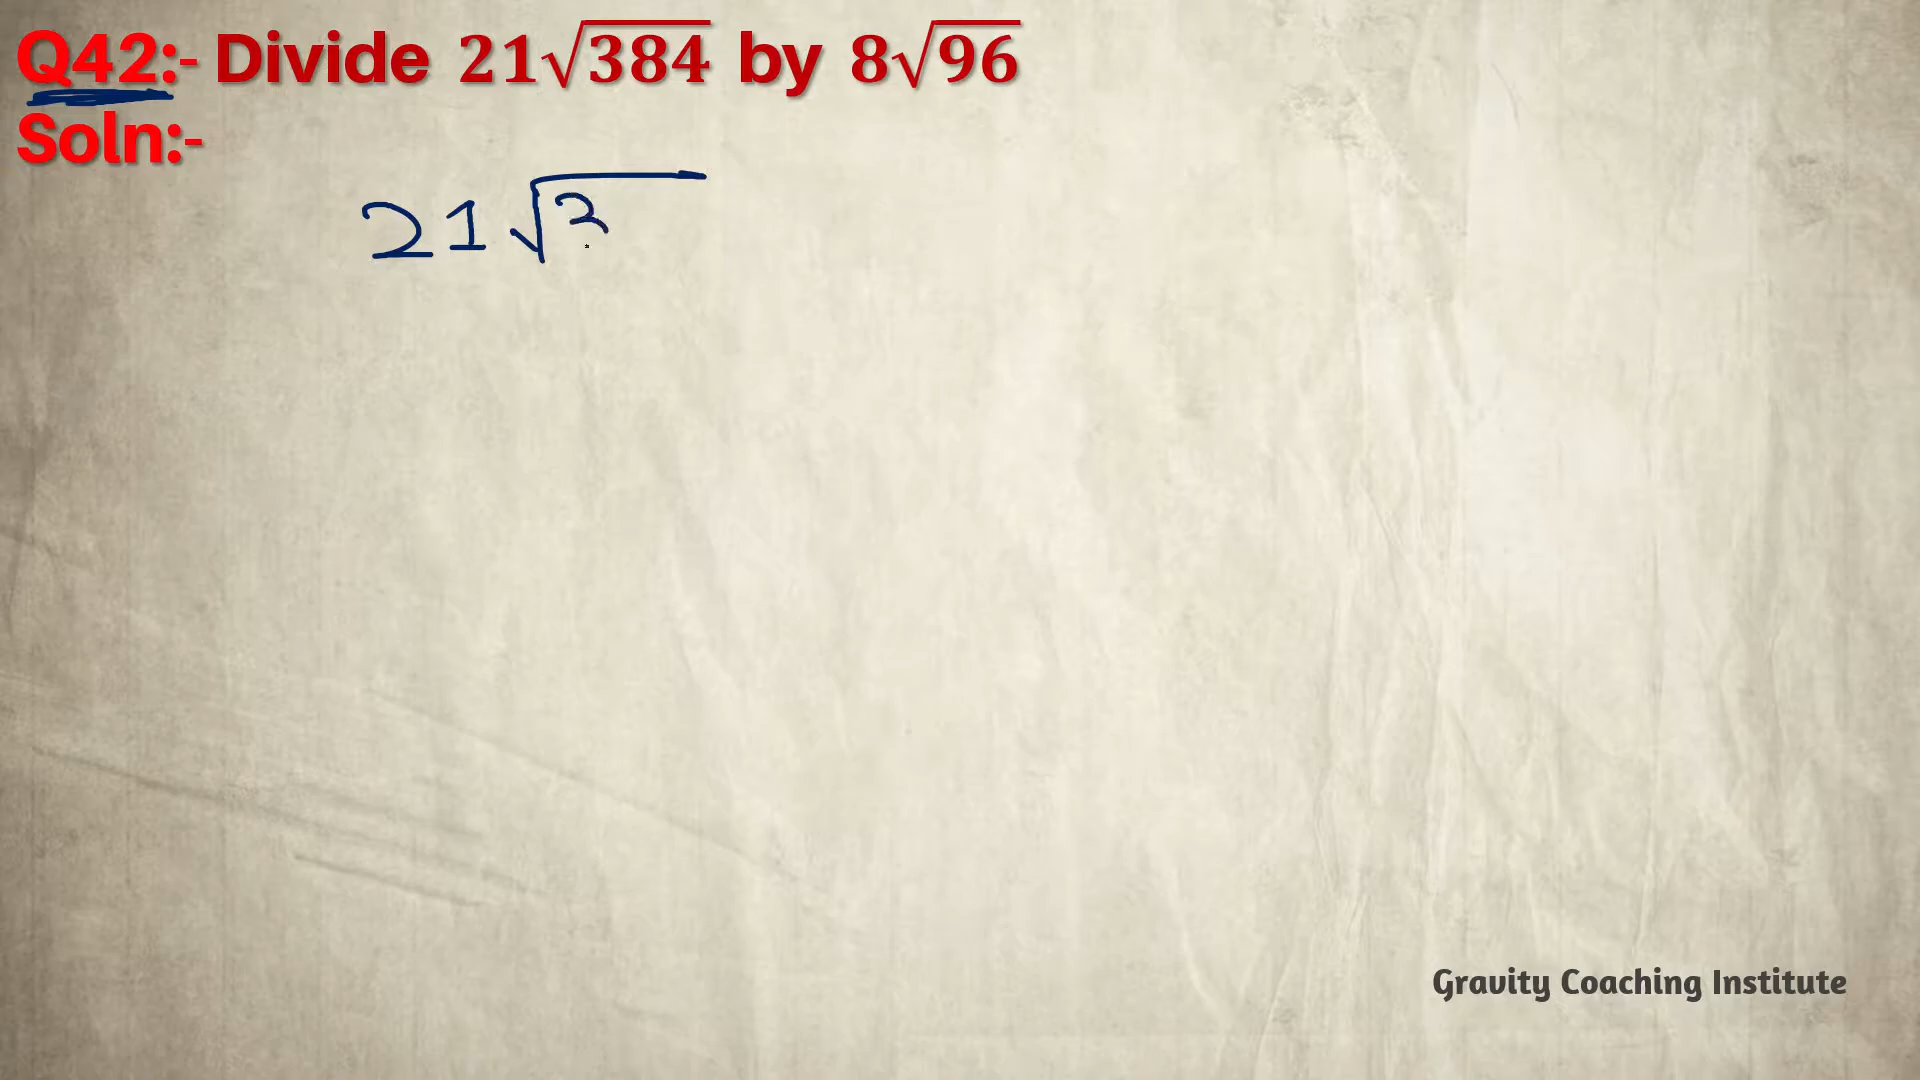 Q42:- Divide 21√384 by 8√96
Soln:-
21√3
Gravity Coaching Institute